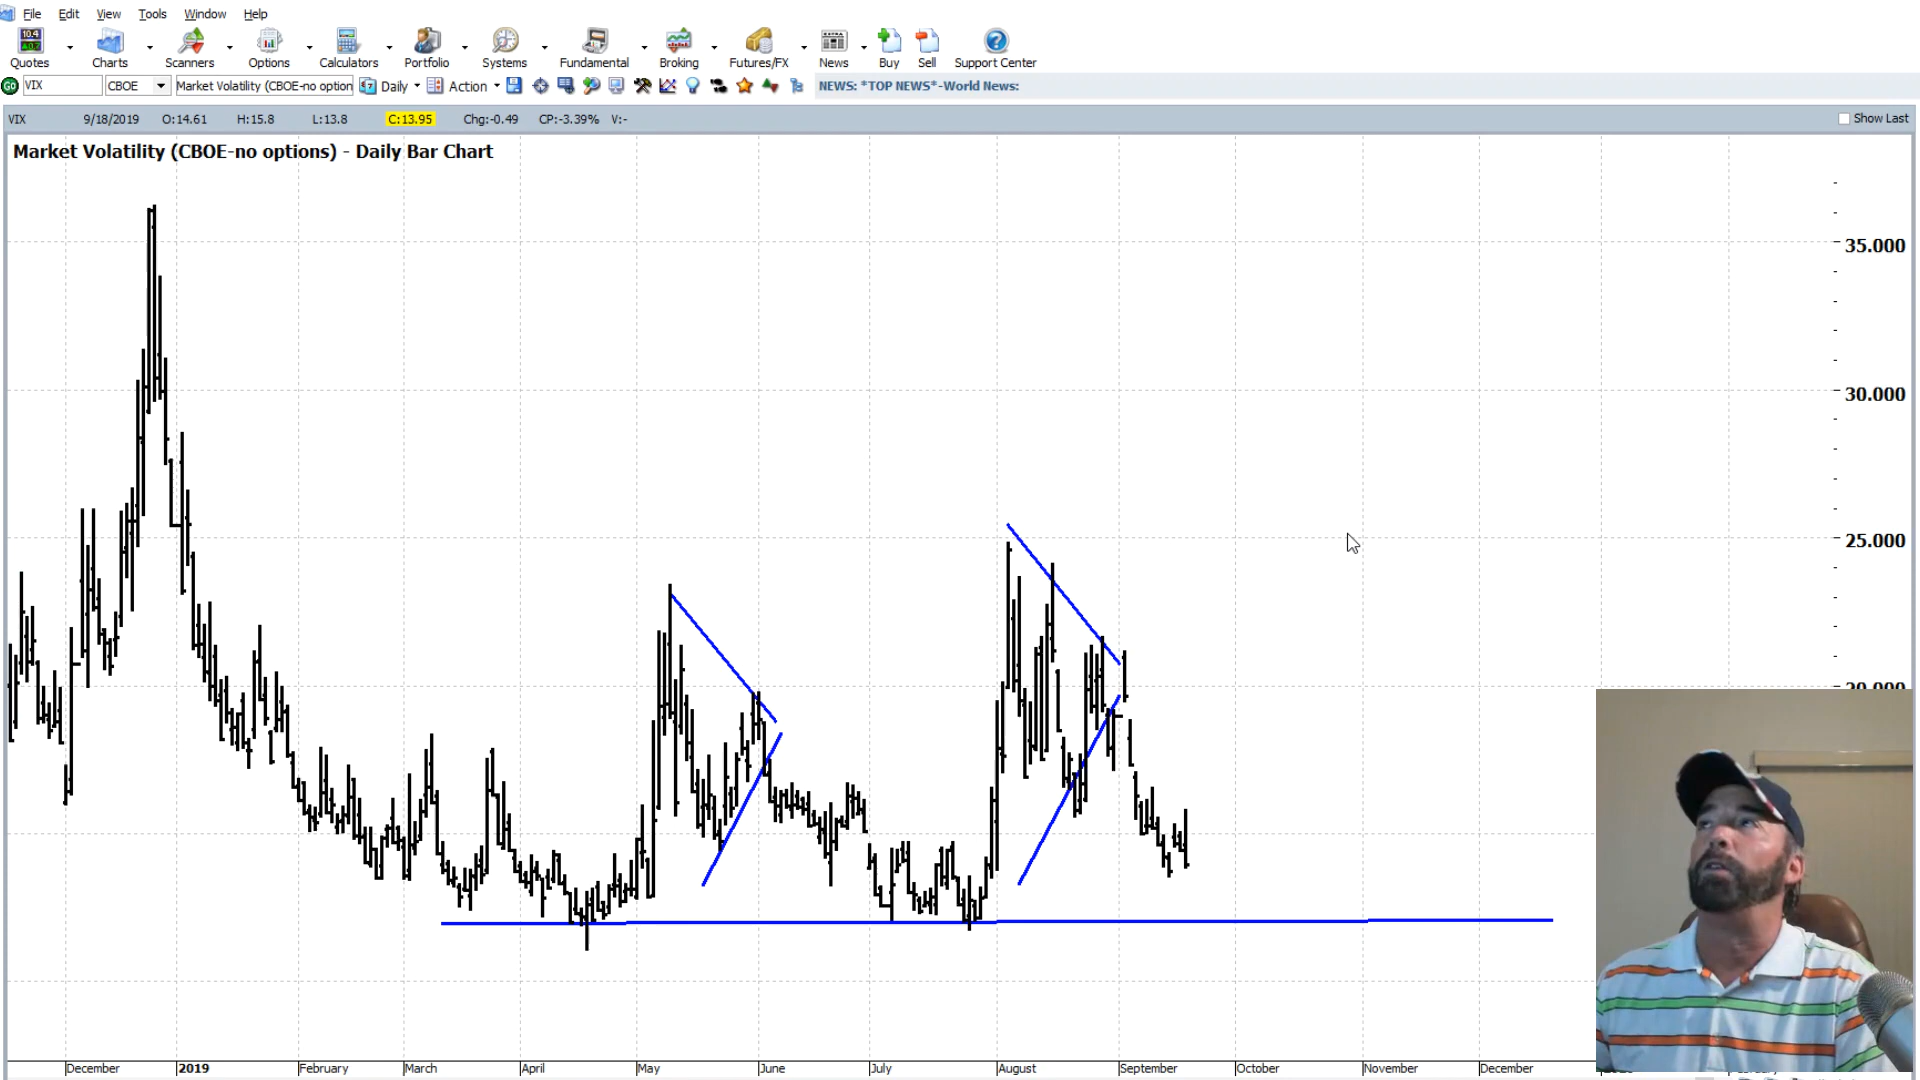 File Edit View Tools Window Help
10.4
Quotes Charts Scanners Options Calculators Portfolio Systems Fundamental Broking Futures/FX News Buy Sell Support Center
GO VIX CBOE Market Volatility (CBOE-no option Daily Action NEWS: *TOP NEWS*-World News:
VIX 9/18/2019 O:14.61 H:15.8 L:13.8 C:13.95 Chg:-0.49 CP:-3.39% V:- Show Last
Market Volatility (CBOE-no options) - Daily Bar Chart
35.000
30.000
25.000
December 2019 February March April May June July August September October November December